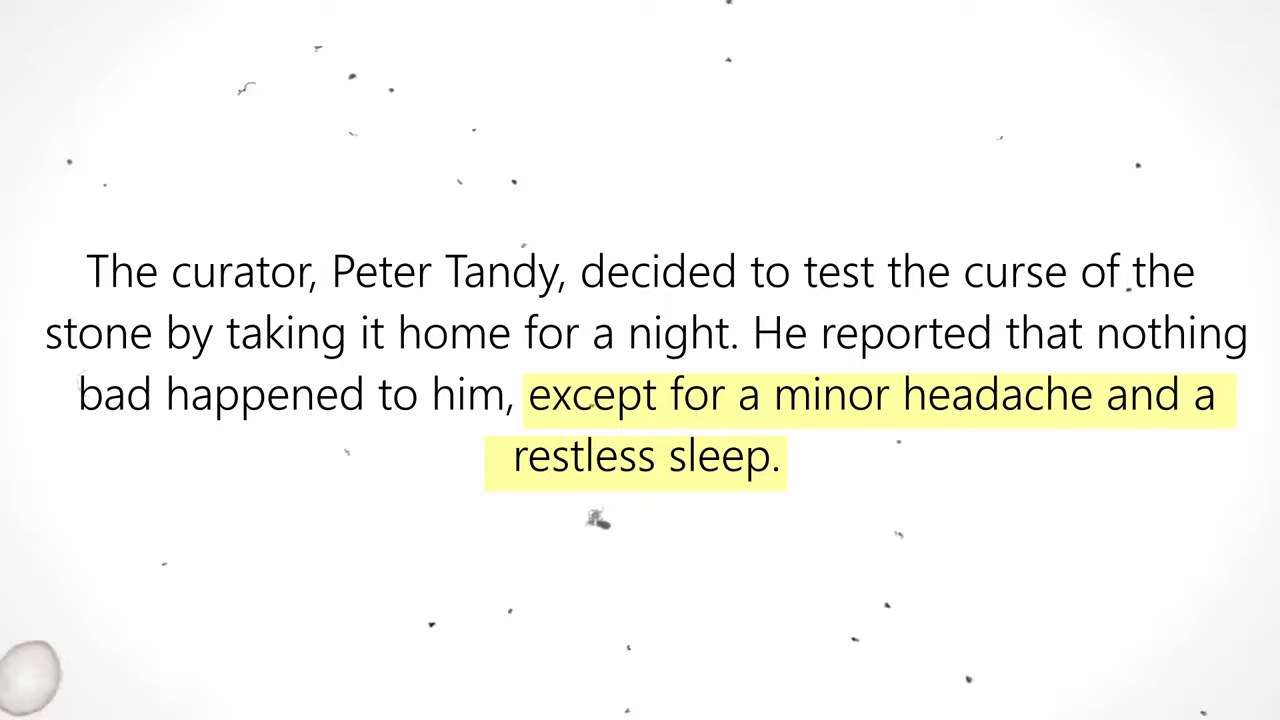 The curator, Peter Tandy, decided to test the curse of the
stone by taking it home for a night. He reported that nothing
bad happened to him, except for a minor headache and a
restless sleep.